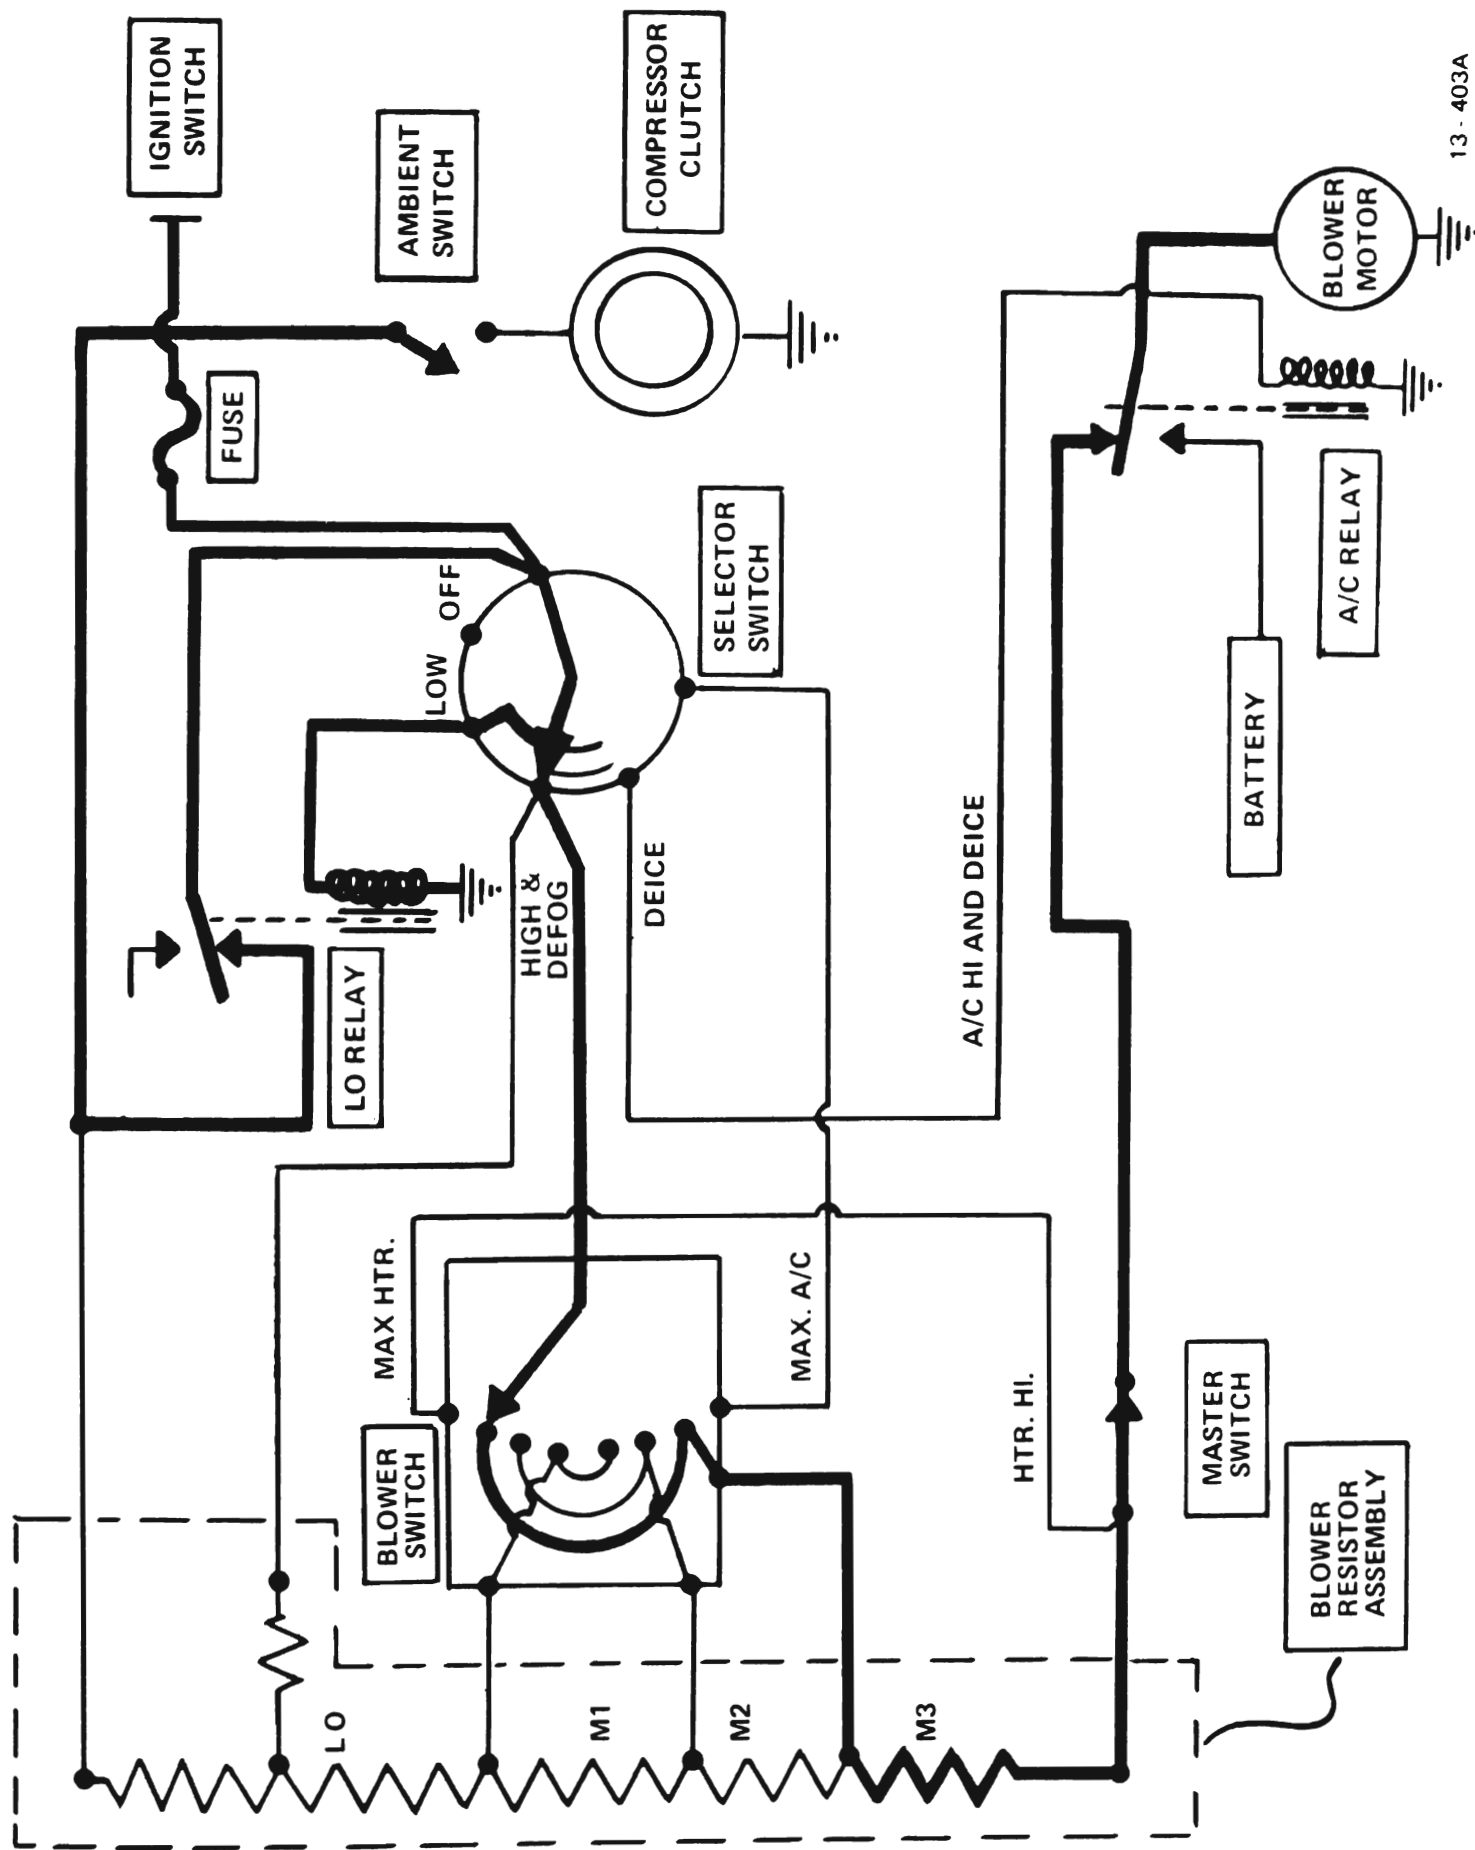 IGNITION
SWITCH
AMBIENT
SWITCH
COMPRESSOR
CLUTCH
FUSE
OFF
LOW
SELECTOR
SWITCH
BLOWER
MOTOR
A/C RELAY
BATTERY
LO RELAY
HIGH &
DEFOG
DEICE
A/C HI AND DEICE
MAX HTR.
MAX. A/C
HTR. HI.
BLOWER
SWITCH
MASTER
SWITCH
BLOWER
RESISTOR
ASSEMBLY
LO
M1
M2
M3
13 - 403A